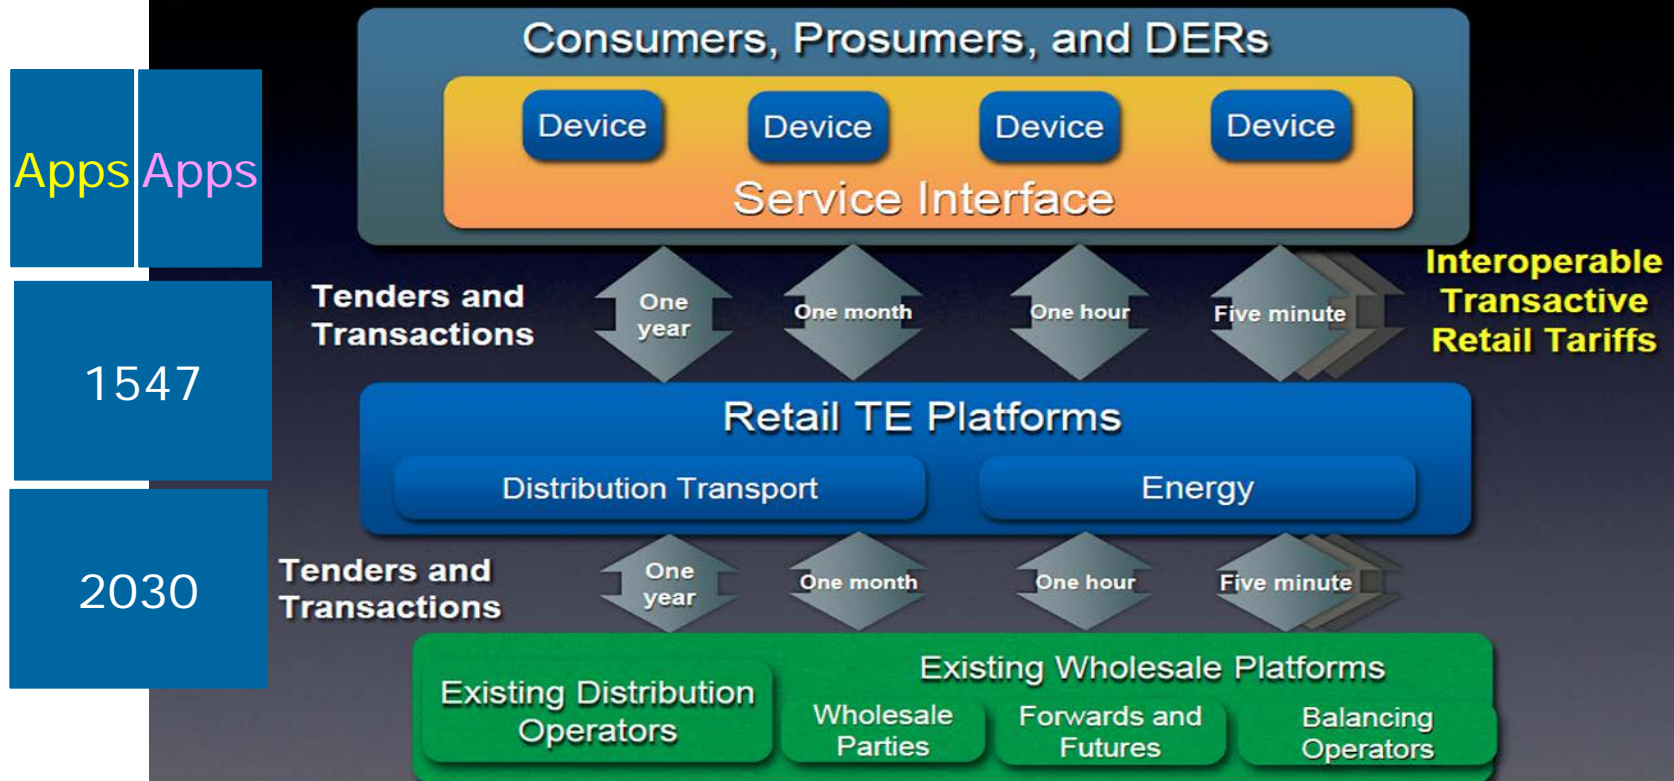 Consumers, Prosumers, and DERs
Device Device Device Device
Service Interface
Apps Apps
Tenders and
Transactions
One
year
One month
One hour
Five minute
Interoperable
Transactive
Retail Tariffs
1547
Retail TE Platforms
Distribution Transport
Energy
2030
Tenders and
Transactions
One
year
One month
One hour
Five minute
Existing Distribution
Operators
Existing Wholesale Platforms
Wholesale
Parties
Forwards and
Futures
Balancing
Operators